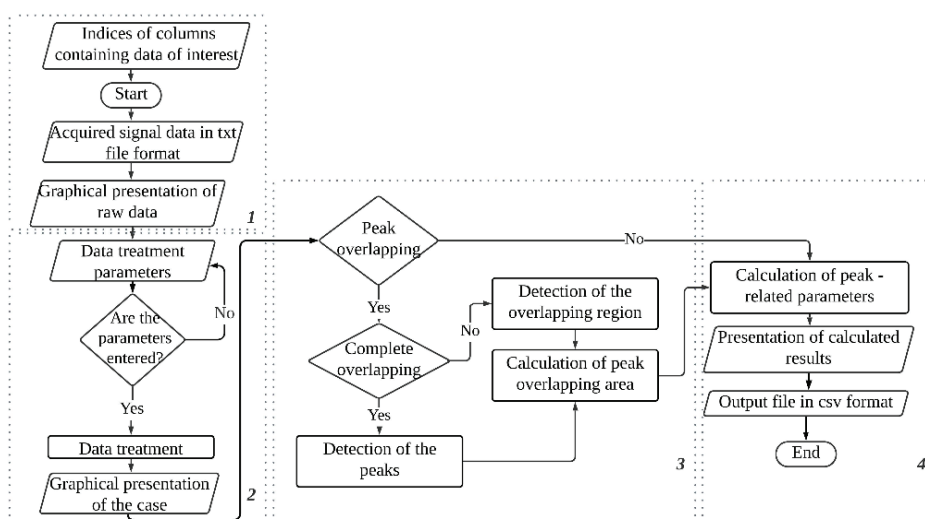 Indices of columns
containing data of interest
Start
Acquired signal data in txt
file format
Graphical presentation of
raw data
1
Data treatment
parameters
Are the
parameters
entered?
No
Yes
Data treatment
Graphical presentation
of the case
2
Peak
overlapping
No
Yes
Complete
overlapping
No
Yes
Detection of the
peaks
Detection of the
overlapping region
Calculation of peak
overlapping area
3
Calculation of peak -
related parameters
Presentation of calculated
results
Output file in csv format
End
4